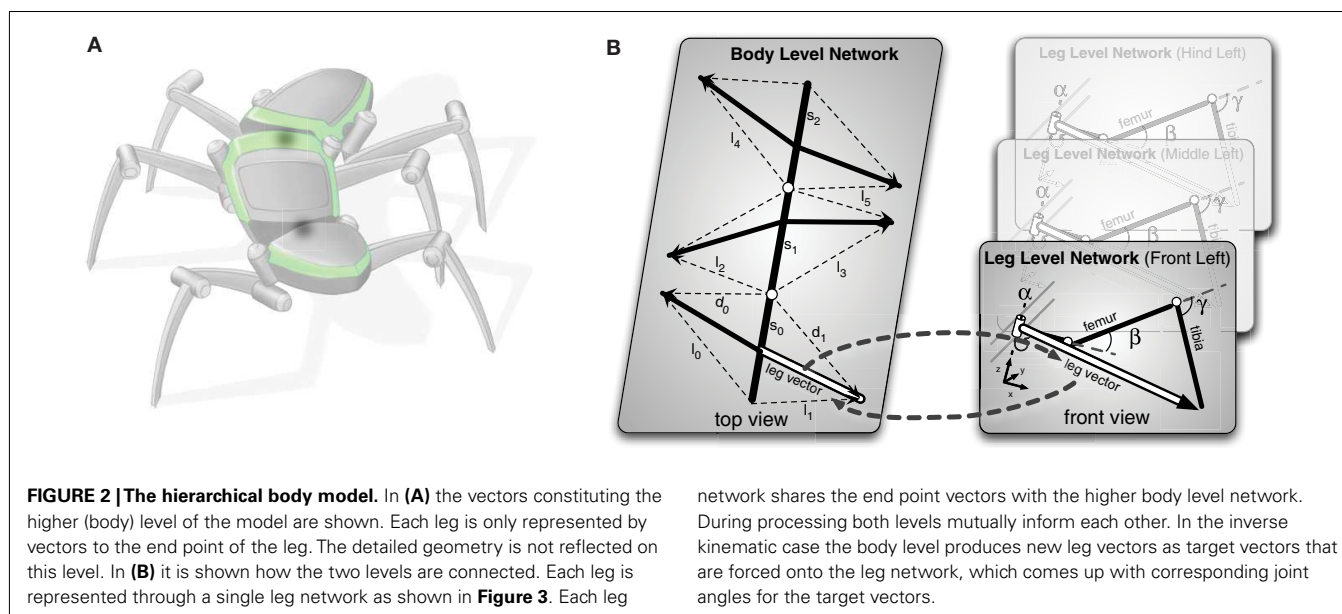 A
B
Body Level Network
s2
l4
l5
s1
l2
l3
d0
s0
d1
l0
leg vector
l1
top view
Leg Level Network (Hind Left)
α
femur
β
γ
tibia
Leg Level Network (Middle Left)
α
femur
β
γ
Leg Level Network (Front Left)
α
femur
β
γ
tibia
z
y
x
leg vector
front view
FIGURE 2 | The hierarchical body model. In (A) the vectors constituting the
higher (body) level of the model are shown. Each leg is only represented by
vectors to the end point of the leg. The detailed geometry is not reflected on
this level. In (B) it is shown how the two levels are connected. Each leg is
represented through a single leg network as shown in Figure 3. Each leg
network shares the end point vectors with the higher body level network.
During processing both levels mutually inform each other. In the inverse
kinematic case the body level produces new leg vectors as target vectors that
are forced onto the leg network, which comes up with corresponding joint
angles for the target vectors.